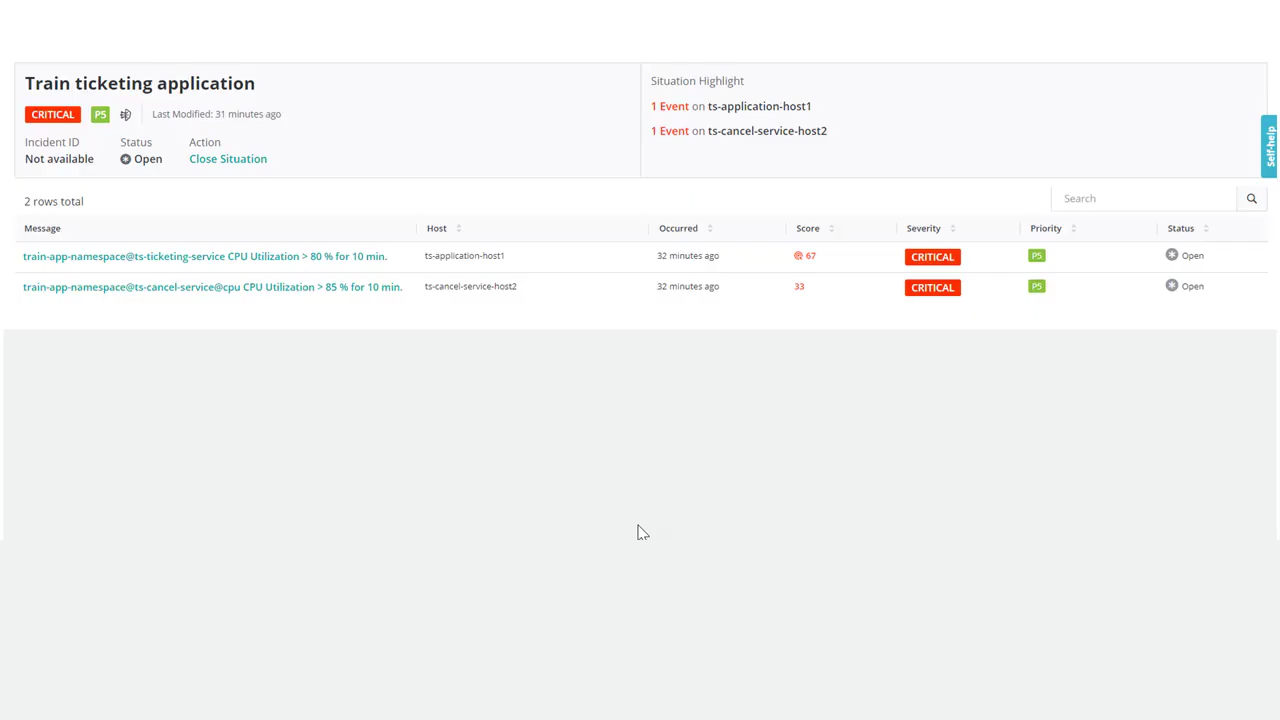 Train ticketing application
CRITICAL P5 Last Modified: 31 minutes ago
Incident ID Status Action
Not available Open Close Situation
Situation Highlight
1 Event on ts-application-host1
1 Event on ts-cancel-service-host2
Self-help
2 rows total
Search
Message Host Occurred Score Severity Priority Status
train-app-namespace@ts-ticketing-service CPU Utilization > 80 % for 10 min. ts-application-host1 32 minutes ago 67 CRITICAL P5 Open
train-app-namespace@ts-cancel-service@cpu CPU Utilization > 85 % for 10 min. ts-cancel-service-host2 32 minutes ago 33 CRITICAL P5 Open